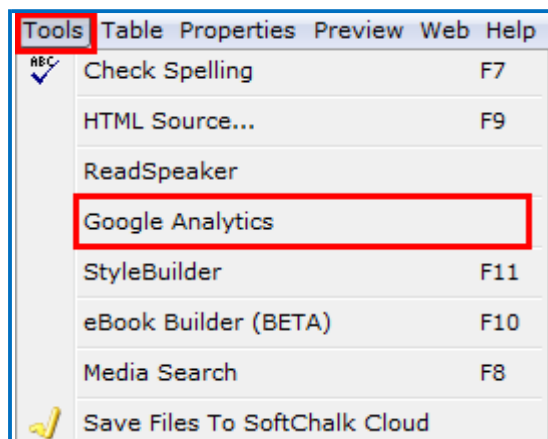 Tools Table Properties Preview Web Help
ABC Check Spelling F7
HTML Source... F9
ReadSpeaker
Google Analytics
StyleBuilder F11
eBook Builder (BETA) F10
Media Search F8
Save Files To SoftChalk Cloud